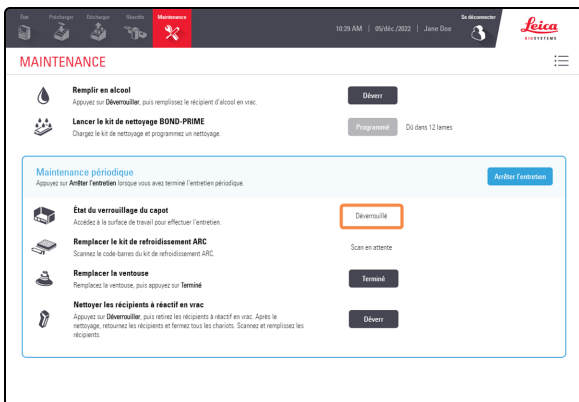 État Précharger Décharger Réactifs Maintenance
10:29 AM | 05/déc./2022 | Jane Doe
Se déconnecter
Leica
BIOSYSTEMS
MAINTENANCE
Remplir en alcool
Appuyez sur Déverrouiller, puis remplissez le récipient d'alcool en vrac.
Déverr
Lancer le kit de nettoyage BOND-PRIME
Chargez le kit de nettoyage et programmez un nettoyage.
Programmé
Dû dans 12 lames
Maintenance périodique
Appuyez sur Arrêter l'entretien lorsque vous avez terminé l'entretien périodique.
Arrêter l'entretien
État du verrouillage du capot
Accédez à la surface de travail pour effectuer l'entretien.
Déverrouillé
Remplacer le kit de refroidissement ARC
Scannez le code-barres du kit de refroidissement ARC.
Scan en attente
Remplacer la ventouse
Remplacez la ventouse, puis appuyez sur Terminé
Terminé
Nettoyer les récipients à réactif en vrac
Appuyez sur Déverrouiller, puis retirez les récipients à réactif en vrac. Après le
nettoyage, retournez les récipients et fermez tous les chariots. Scannez et remplissez les
récipients.
Déverr